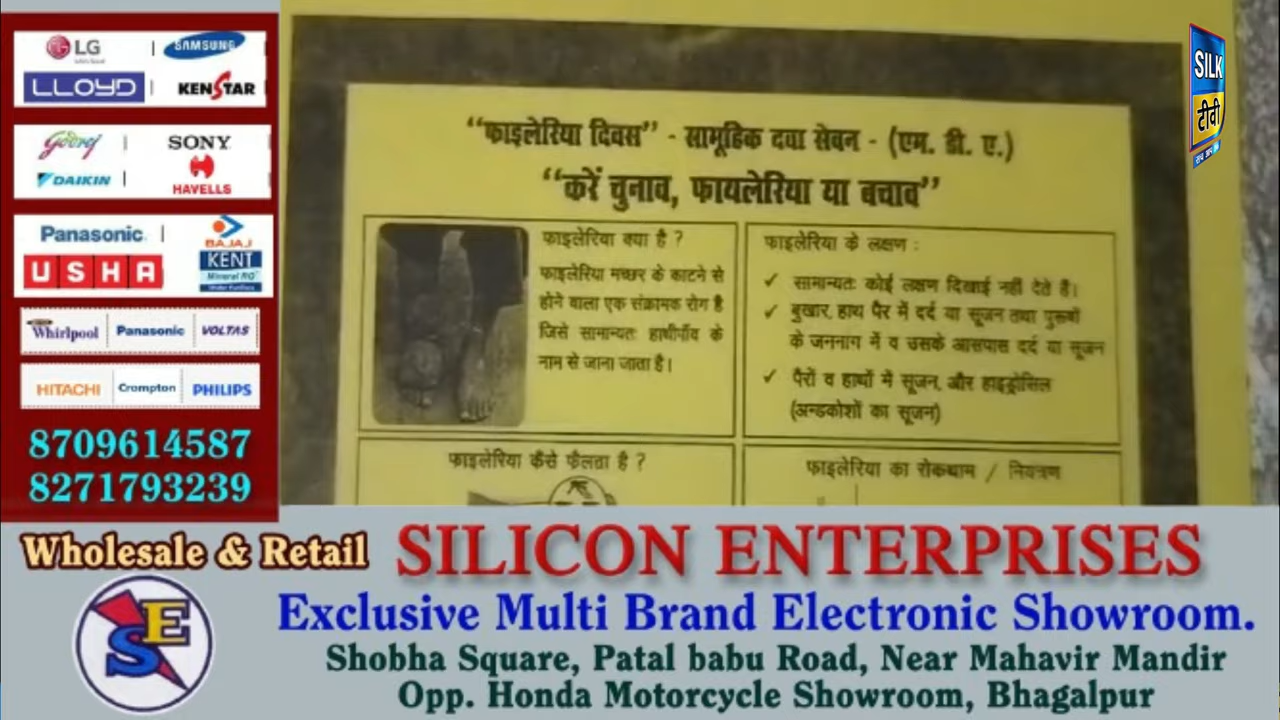 LG
SAMSUNG
LLOYD
KENSTAR
Godrej
SONY
DAIKIN
HAVELLS
Panasonic
BAJAJ
USHA
KENT
Mineral RO
Whirlpool
Panasonic
VOLTAS
HITACHI
Crompton
PHILIPS
8709614587
8271793239
SILK
टीवी
“फाइलेरिया दिवस” - सामूहिक दवा सेवन - (एम. डी. ए.)
“करें चुनाव, फायलेरिया या बचाव”
फाइलेरिया क्या है ?
फाइलेरिया मच्छर के काटने से
होने वाला एक संक्रामक रोग है
जिसे सामान्यतः हाथीपाँव के
नाम से जाना जाता है।
फाइलेरिया के लक्षण :
✓ सामान्यतः कोई लक्षण दिखाई नहीं देते हैं।
✓ बुखार, हाथ पैर में दर्द या सूजन तथा पुरूषों
के जननाग में व उसके आसपास दर्द या सूजन
✓ पैरों व हाथों में सूजन, और हाइड्रोसिल
(अन्डकोशों का सूजन)
फाइलेरिया कैसे फैलता है ?
फाइलेरिया का रोकथाम / नियत्रण
Wholesale & Retail
SILICON ENTERPRISES
SE
Exclusive Multi Brand Electronic Showroom.
Shobha Square, Patal babu Road, Near Mahavir Mandir
Opp. Honda Motorcycle Showroom, Bhagalpur